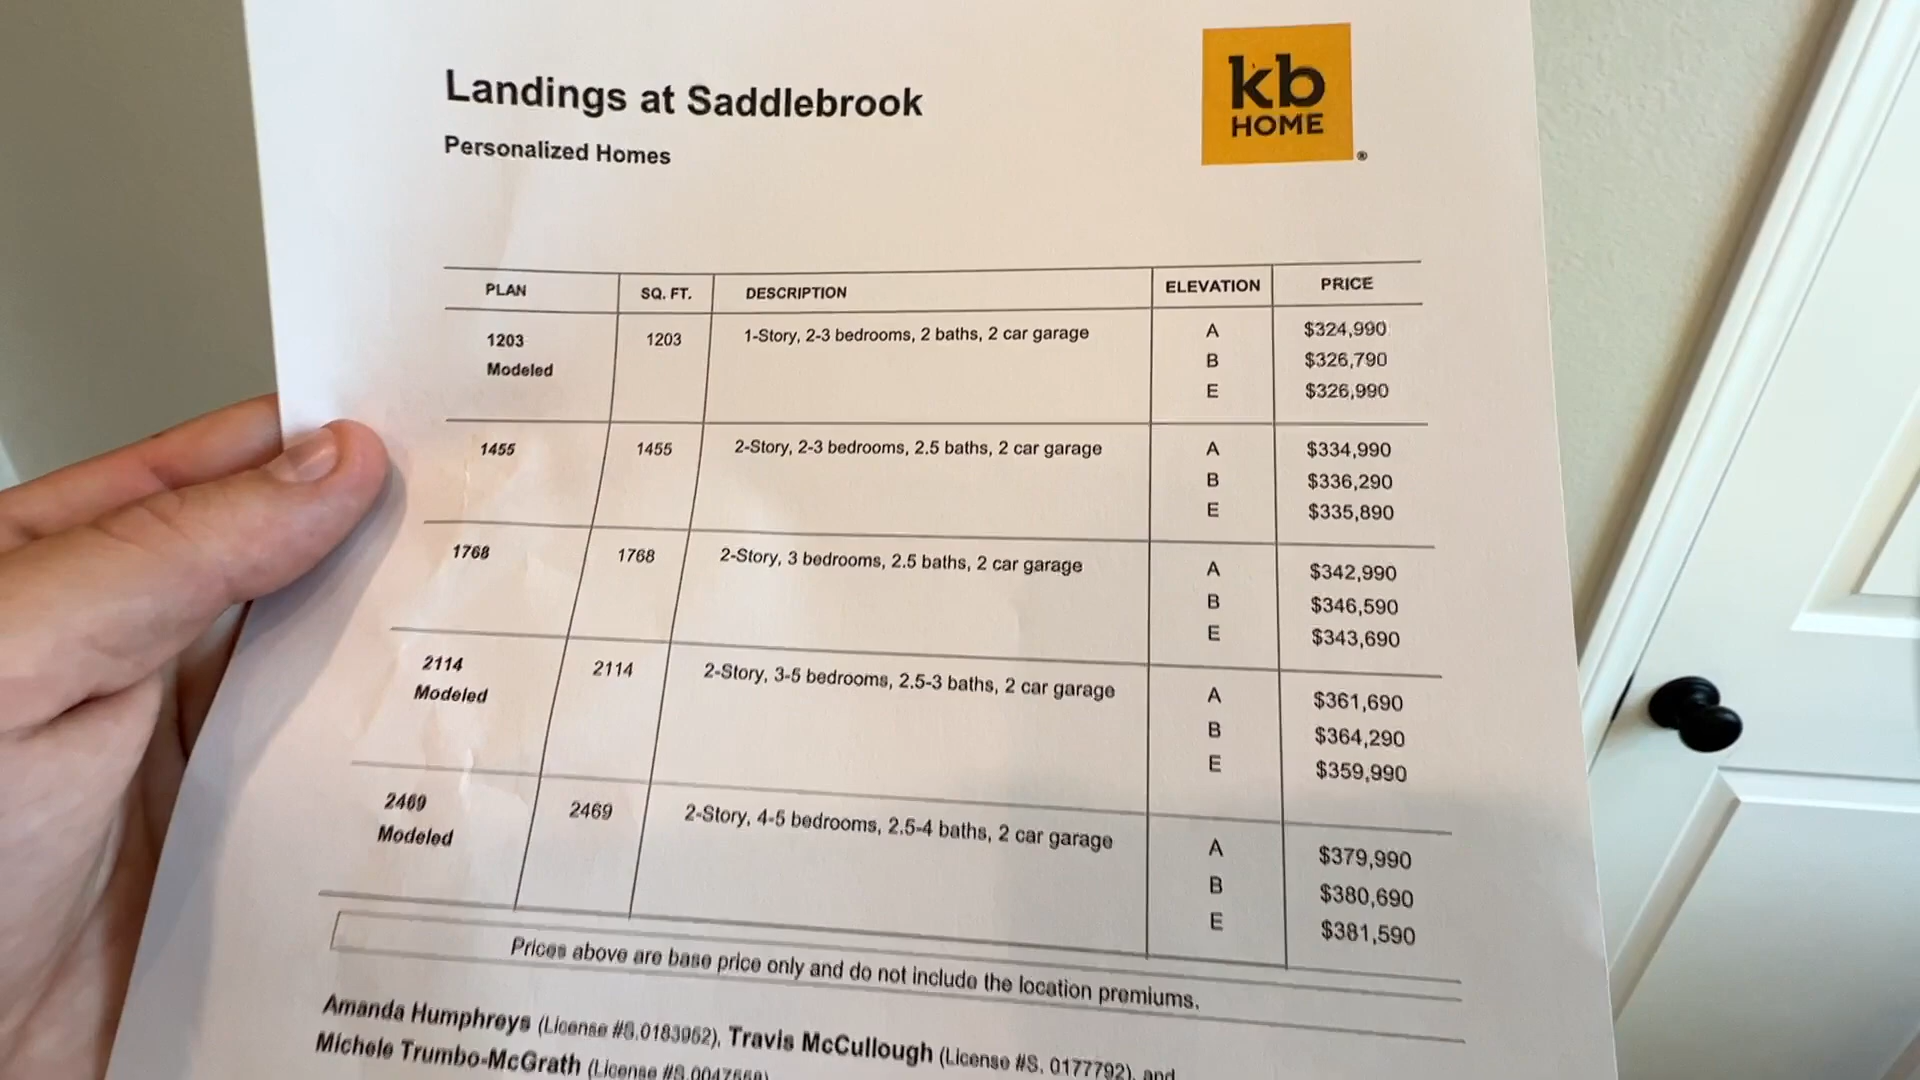 Landings at Saddlebrook
Personalized Homes
kb
HOME
®
PLAN SQ. FT. DESCRIPTION ELEVATION PRICE
1203 1203 1-Story, 2-3 bedrooms, 2 baths, 2 car garage A $324,990
Modeled B $326,790
E $326,990
1455 1455 2-Story, 2-3 bedrooms, 2.5 baths, 2 car garage A $334,990
B $336,290
E $335,890
1768 1768 2-Story, 3 bedrooms, 2.5 baths, 2 car garage A $342,990
B $346,590
E $343,690
2114 2114 2-Story, 3-5 bedrooms, 2.5-3 baths, 2 car garage A $361,690
Modeled B $364,290
E $359,990
2469 2469 2-Story, 4-5 bedrooms, 2.5-4 baths, 2 car garage A $379,990
Modeled B $380,690
E $381,590
Prices above are base price only and do not include the location premiums.
Amanda Humphreys (License #S.0183962), Travis McCullough (License #S. 0177792), and
Michele Trumbo-McGrath (License